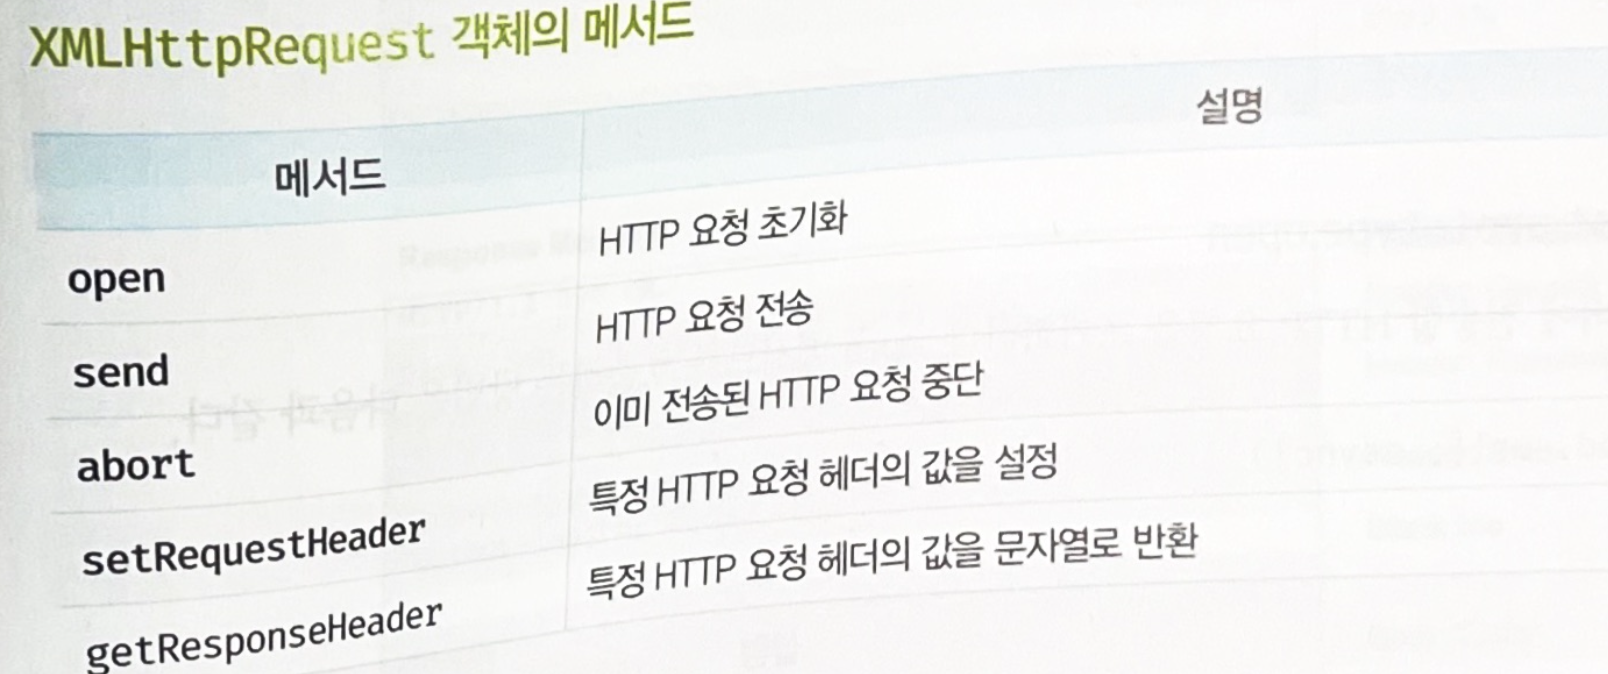 XMLHttpRequest 객체의 메서드
메서드 설명
open HTTP 요청 초기화
send HTTP 요청 전송
abort 이미 전송된 HTTP 요청 중단
setRequestHeader 특정 HTTP 요청 헤더의 값을 설정
getResponseHeader 특정 HTTP 요청 헤더의 값을 문자열로 반환